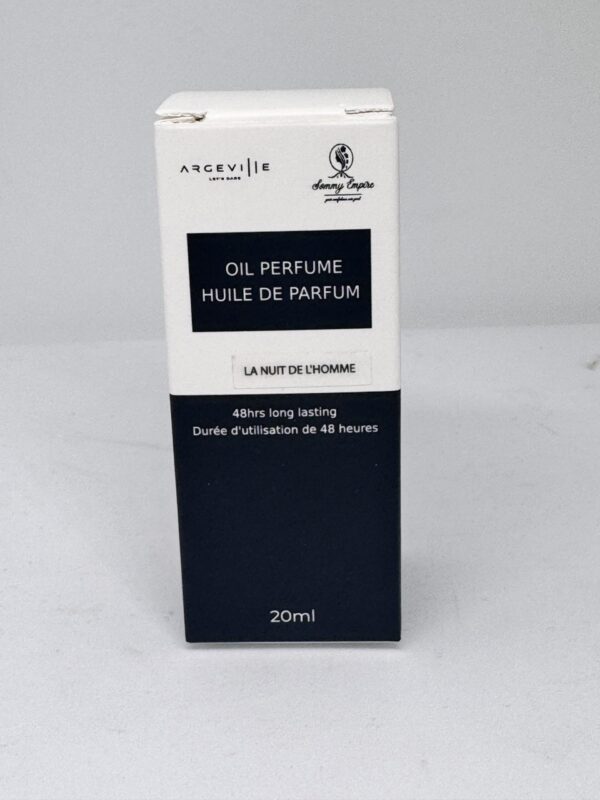 ARGEVILLE
LET'S DARE
Sommy Empire
OIL PERFUME
HUILE DE PARFUM
LA NUIT DE L'HOMME
48hrs long lasting
Durée d'utilisation de 48 heures
20ml